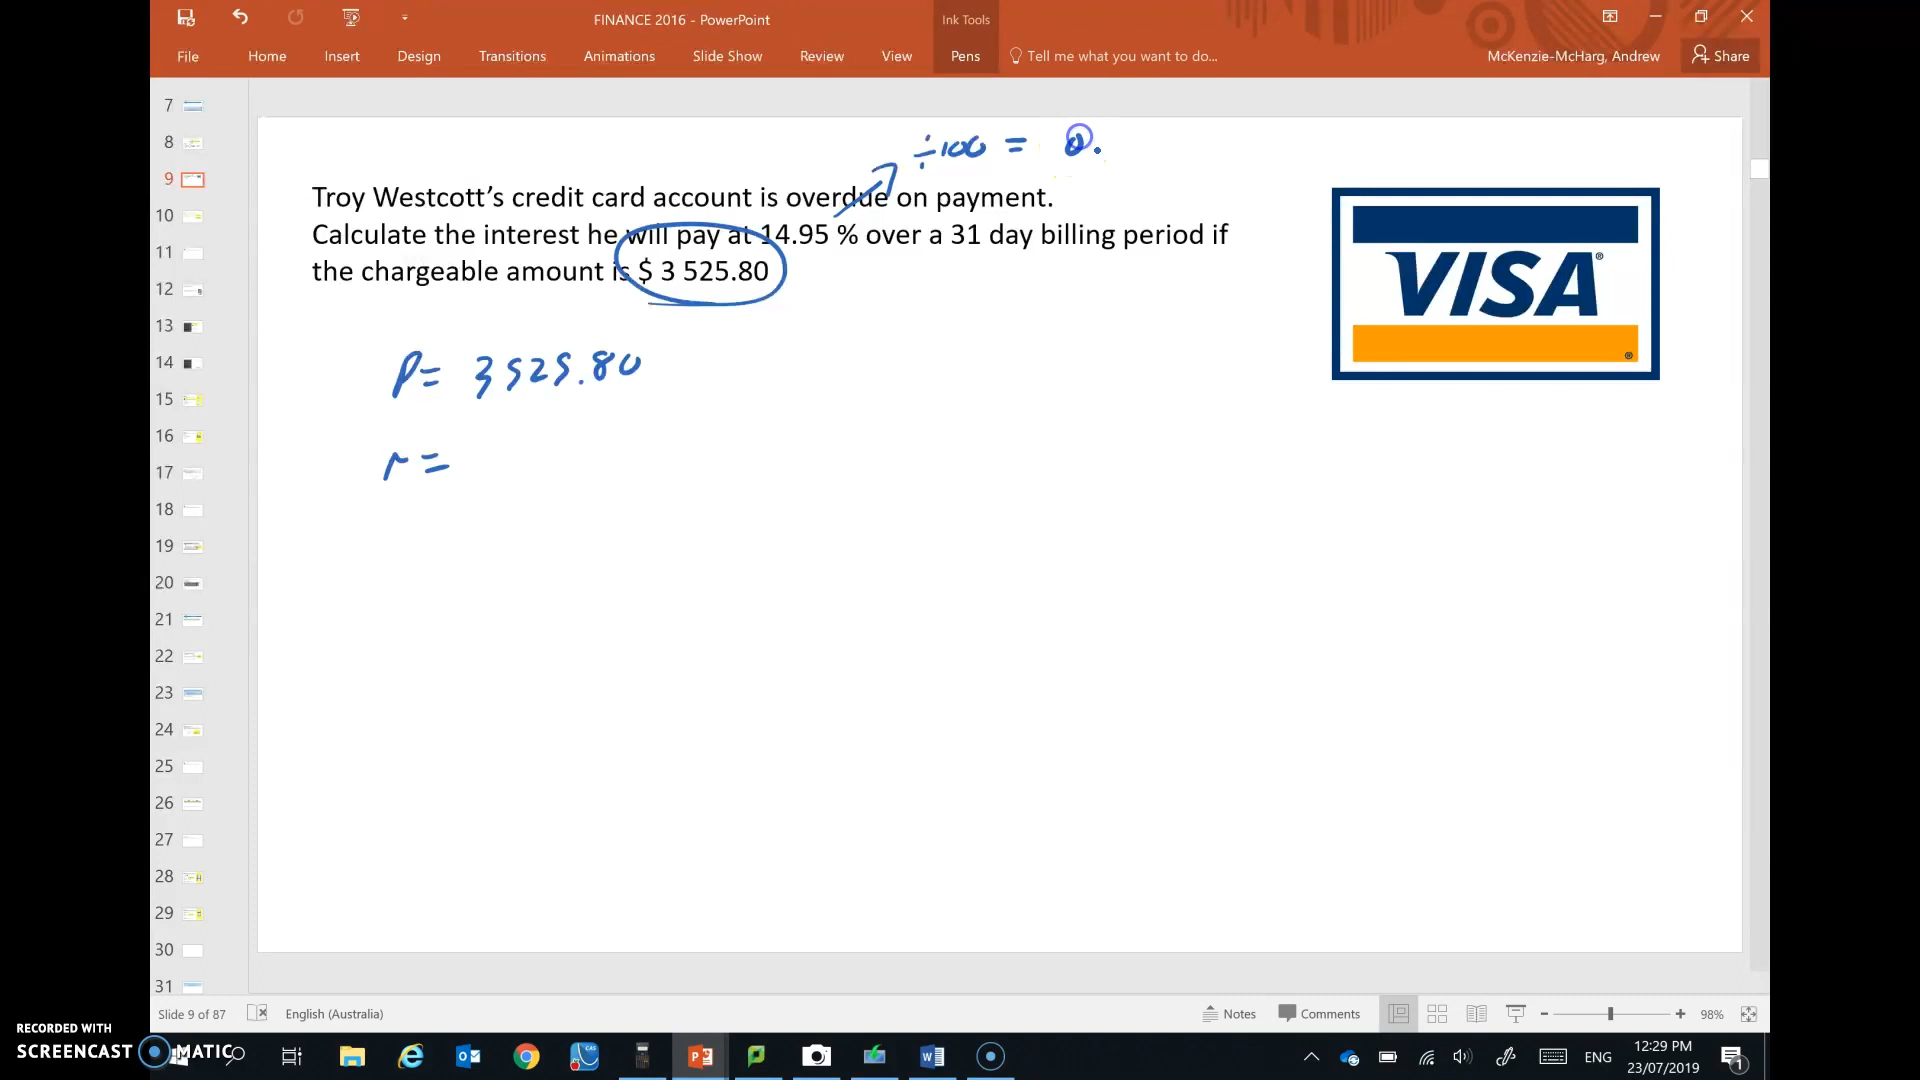 FINANCE 2016 - PowerPoint
Ink Tools
File Home Insert Design Transitions Animations Slide Show Review View Pens Tell me what you want to do...
McKenzie-McHarg, Andrew Share
7
8
9
10
11
12
13
14
15
16
17
18
19
20
21
22
23
24
25
26
27
28
29
30
31
÷100 = 0.
Troy Westcott’s credit card account is overdue on payment.
Calculate the interest he will pay at 14.95 % over a 31 day billing period if
the chargeable amount is $ 3 525.80
VISA®
®
P= 3525.80
r =
Slide 9 of 87 English (Australia) Notes Comments 98%
RECORDED WITH
SCREENCAST MATIC
ENG
12:29 PM
23/07/2019
1